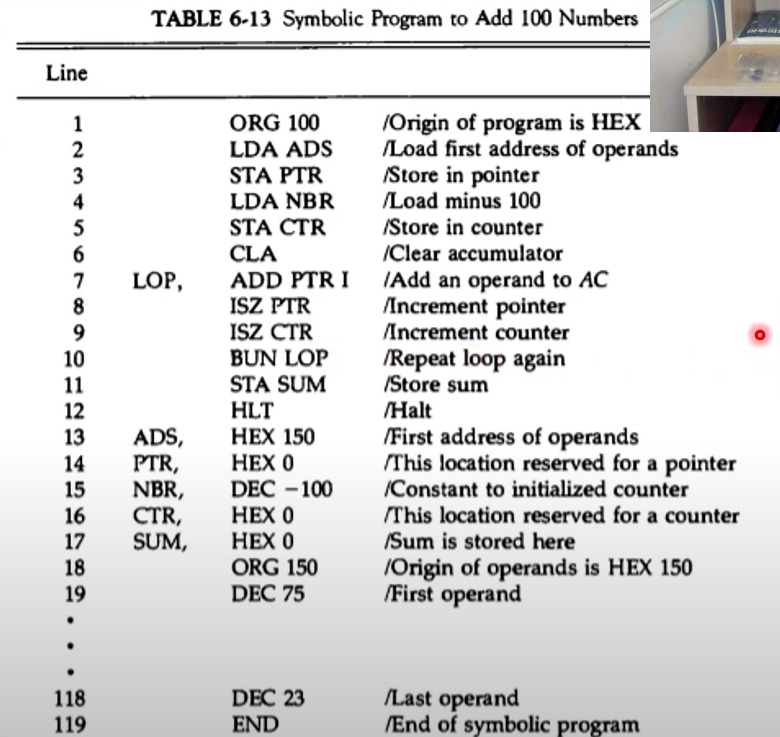 TABLE 6-13 Symbolic Program to Add 100 Numbers
Line
1 ORG 100 /Origin of program is HEX
2 LDA ADS /Load first address of operands
3 STA PTR /Store in pointer
4 LDA NBR /Load minus 100
5 STA CTR /Store in counter
6 CLA /Clear accumulator
7 LOP, ADD PTR I /Add an operand to AC
8 ISZ PTR /Increment pointer
9 ISZ CTR /Increment counter
10 BUN LOP /Repeat loop again
11 STA SUM /Store sum
12 HLT /Halt
13 ADS, HEX 150 /First address of operands
14 PTR, HEX 0 /This location reserved for a pointer
15 NBR, DEC −100 /Constant to initialized counter
16 CTR, HEX 0 /This location reserved for a counter
17 SUM, HEX 0 /Sum is stored here
18 ORG 150 /Origin of operands is HEX 150
19 DEC 75 /First operand
118 DEC 23 /Last operand
119 END /End of symbolic program